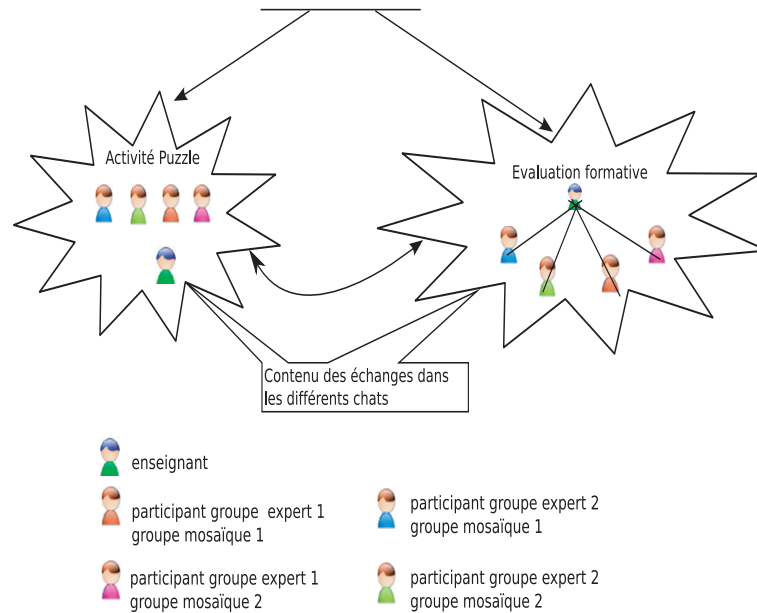 Activité Puzzle
Evaluation formative
Contenu des échanges dans
les différents chats
enseignant
participant groupe expert 1
groupe mosaïque 1
participant groupe expert 2
groupe mosaïque 1
participant groupe expert 1
groupe mosaïque 2
participant groupe expert 2
groupe mosaïque 2